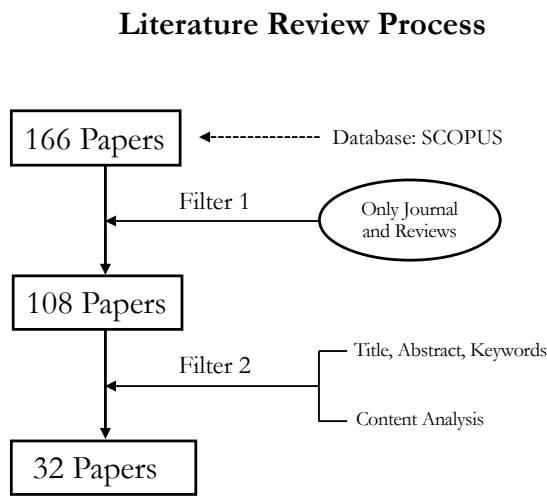 Literature Review Process
166 Papers
Database: SCOPUS
Filter 1
Only Journal
and Reviews
108 Papers
Filter 2
Title, Abstract, Keywords
Content Analysis
32 Papers